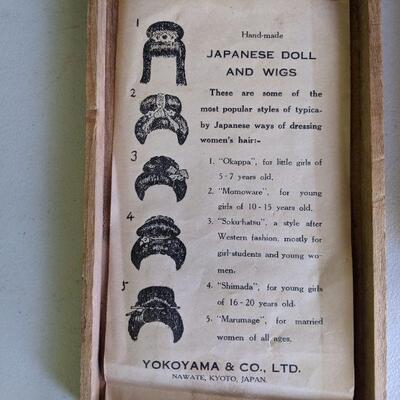 Hand-made
JAPANESE DOLL
AND WIGS
These are some of the
most popular styles of typica-
by Japanese ways of dressing
women's hair:-
1. "Okappa", for little girls of
5-7 years old.
2. "Momoware", for young
girls of 10-15 years old.
3. "Soku-hatsu", a style after
Western fashion, mostly for
girl-students and young wo-
men.
4. "Shimada", for young girls
of 16-20 years old.
5. "Marumage", for married
women of all ages.
1
2
3
4
5
YOKOYAMA & CO., LTD.
NAWATE, KYOTO, JAPAN.